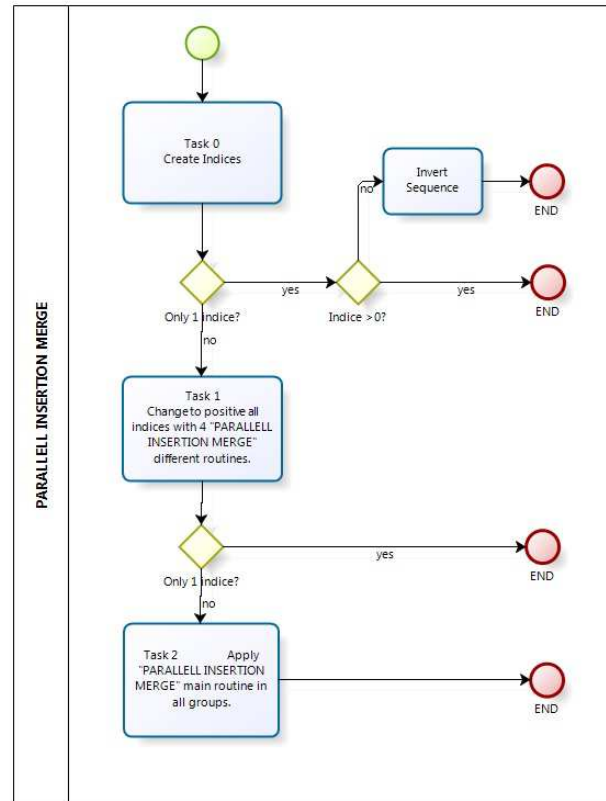 PARALLELL INSERTION MERGE
Task 0
Create Indices
Invert
Sequence
no
END
yes
yes
Only 1 indice?
Indice > 0?
END
no
Task 1
Change to positive all
indices with 4 "PARALLELL
INSERTION MERGE"
different routines.
yes
Only 1 indice?
END
no
Task 2 Apply
"PARALLELL INSERTION
MERGE" main routine in
all groups.
END